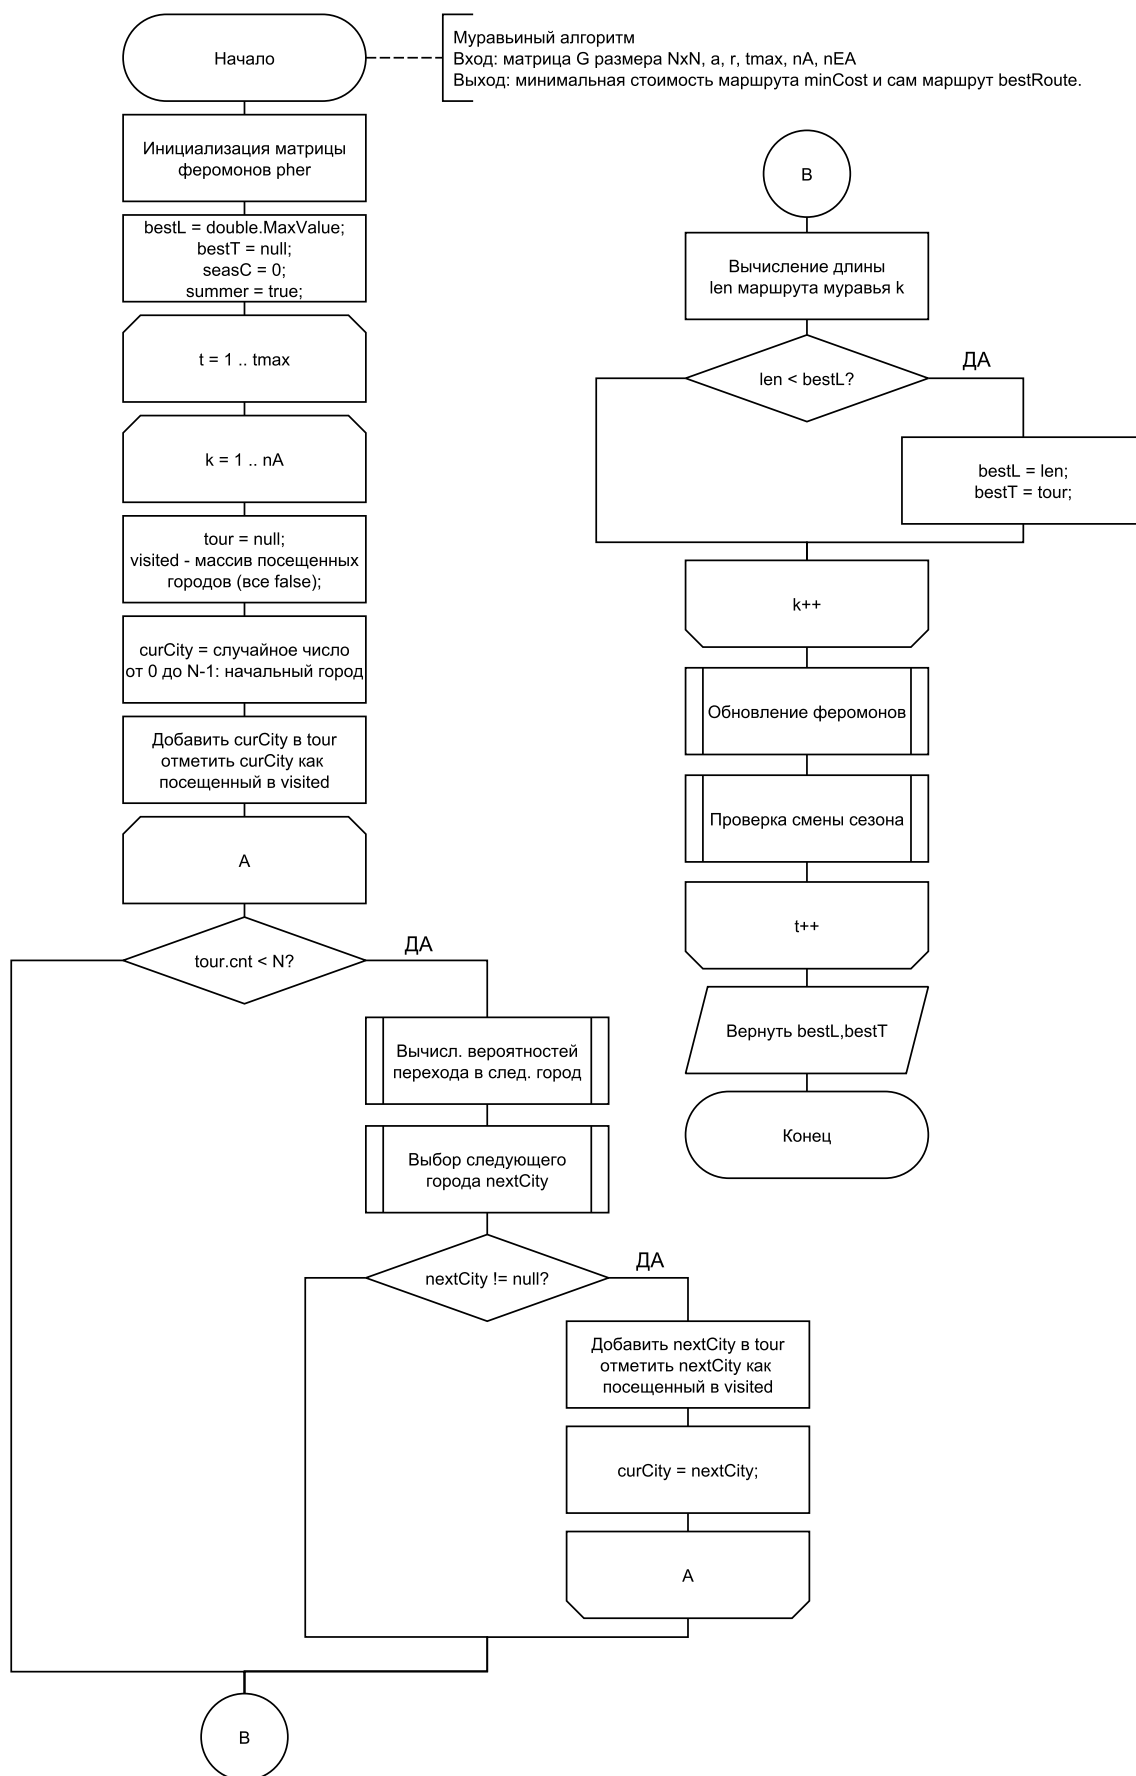 Начало
Муравьиный алгоритм
Вход: матрица G размера NxN, a, r, tmax, nA, nEA
Выход: минимальная стоимость маршрута minCost и сам маршрут bestRoute.
Инициализация матрицы
феромонов pher
bestL = double.MaxValue;
bestT = null;
seasC = 0;
summer = true;
t = 1 .. tmax
k = 1 .. nA
tour = null;
visited - массив посещенных
городов (все false);
curCity = случайное число
от 0 до N-1: начальный город
Добавить curCity в tour
отметить curCity как
посещенный в visited
A
tour.cnt < N?
ДА
Вычисл. вероятностей
перехода в след. город
Выбор следующего
города nextCity
nextCity != null?
ДА
Добавить nextCity в tour
отметить nextCity как
посещенный в visited
curCity = nextCity;
A
B
B
Вычисление длины
len маршрута муравья k
len < bestL?
ДА
bestL = len;
bestT = tour;
k++
Обновление феромонов
Проверка смены сезона
t++
Вернуть bestL,bestT
Конец